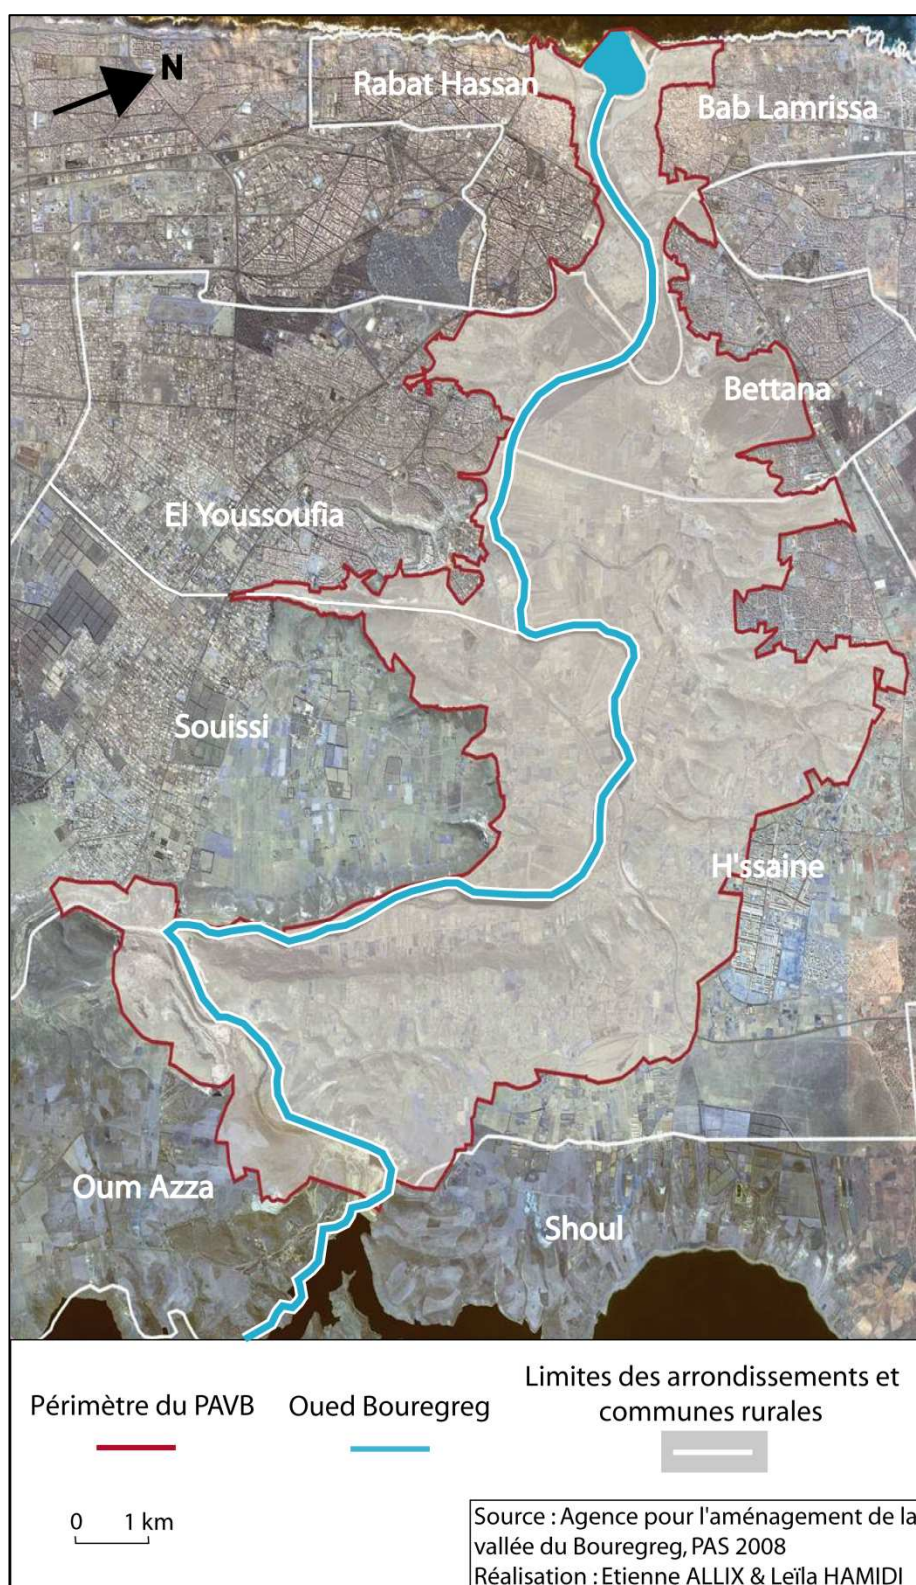 N
Rabat Hassan
Bab Lamrissa
Bettana
El Youssoufia
Souissi
H'ssaine
Oum Azza
Shoul
Périmètre du PAVB
Oued Bouregreg
Limites des arrondissements et
communes rurales
0 1 km
Source : Agence pour l'aménagement de la
vallée du Bouregreg, PAS 2008
Réalisation : Etienne ALLIX & Leïla HAMIDI